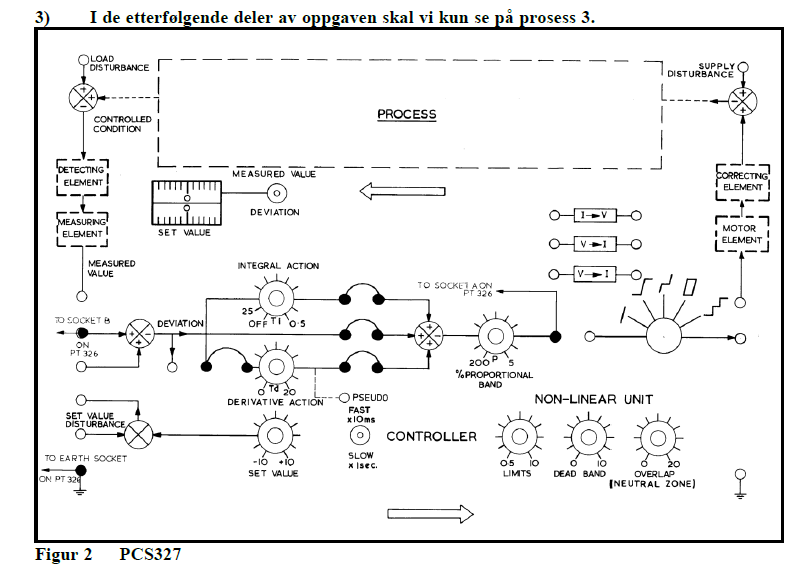 3) I de etterfølgende deler av oppgaven skal vi kun se på prosess 3.
LOAD
DISTURBANCE
SUPPLY
DISTURBANCE
PROCESS
CONTROLLED
CONDITION
DETECTING
ELEMENT
CORRECTING
ELEMENT
MEASURED VALUE
DEVIATION
SET VALUE
MEASURING
ELEMENT
I→V
V→I
V→I
MOTOR
ELEMENT
MEASURED
VALUE
INTEGRAL ACTION
25 0·5
OFF TI
TO SOCKET A ON
PT 326
TO SOCKET B
ON
PT 326
DEVIATION
200 P 5
% PROPORTIONAL
BAND
0 Td 20
DERIVATIVE ACTION
PSEUDO
FAST
x10ms
SLOW
x 1sec.
CONTROLLER
NON-LINEAR UNIT
SET VALUE
DISTURBANCE
-10 +10
SET VALUE
0·5 10
LIMITS
0 10
DEAD BAND
0 20
OVERLAP
(NEUTRAL ZONE)
TO EARTH SOCKET
ON PT 326
Figur 2 PCS327